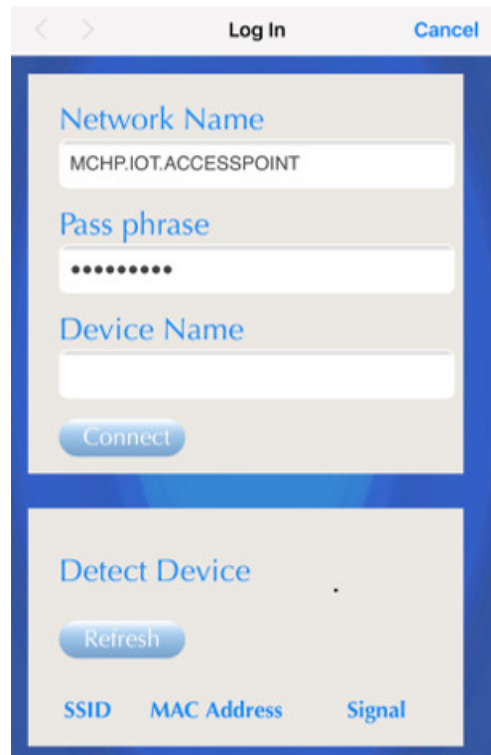 Log In Cancel
Network Name
MCHP.IOT.ACCESSPOINT
Pass phrase
•••••••••
Device Name
Connect
Detect Device
Refresh
SSID MAC Address Signal